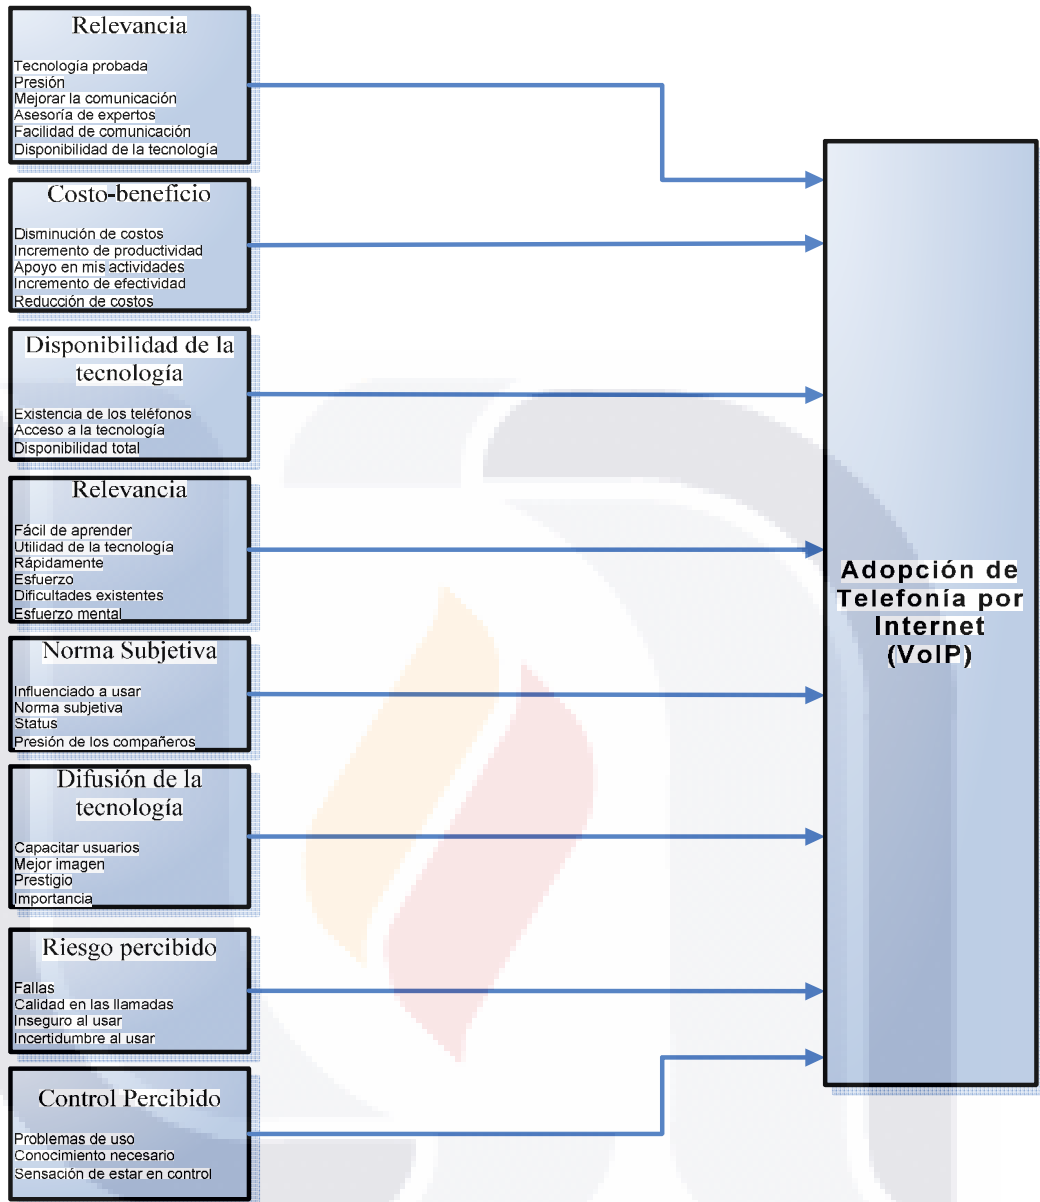 Relevancia
Tecnología probada
Presión
Mejorar la comunicación
Asesoría de expertos
Facilidad de comunicación
Disponibilidad de la tecnología
Costo-beneficio
Disminución de costos
Incremento de productividad
Apoyo en mis actividades
Incremento de efectividad
Reducción de costos
Disponibilidad de la
tecnología
Existencia de los teléfonos
Acceso a la tecnología
Disponibilidad total
Relevancia
Fácil de aprender
Utilidad de la tecnología
Rápidamente
Esfuerzo
Dificultades existentes
Esfuerzo mental
Norma Subjetiva
Influenciado a usar
Norma subjetiva
Status
Presión de los compañeros
Difusión de la
tecnología
Capacitar usuarios
Mejor imagen
Prestigio
Importancia
Riesgo percibido
Fallas
Calidad en las llamadas
Inseguro al usar
Incertidumbre al usar
Control Percibido
Problemas de uso
Conocimiento necesario
Sensación de estar en control
Adopción de
Telefonía por
Internet
(VoIP)